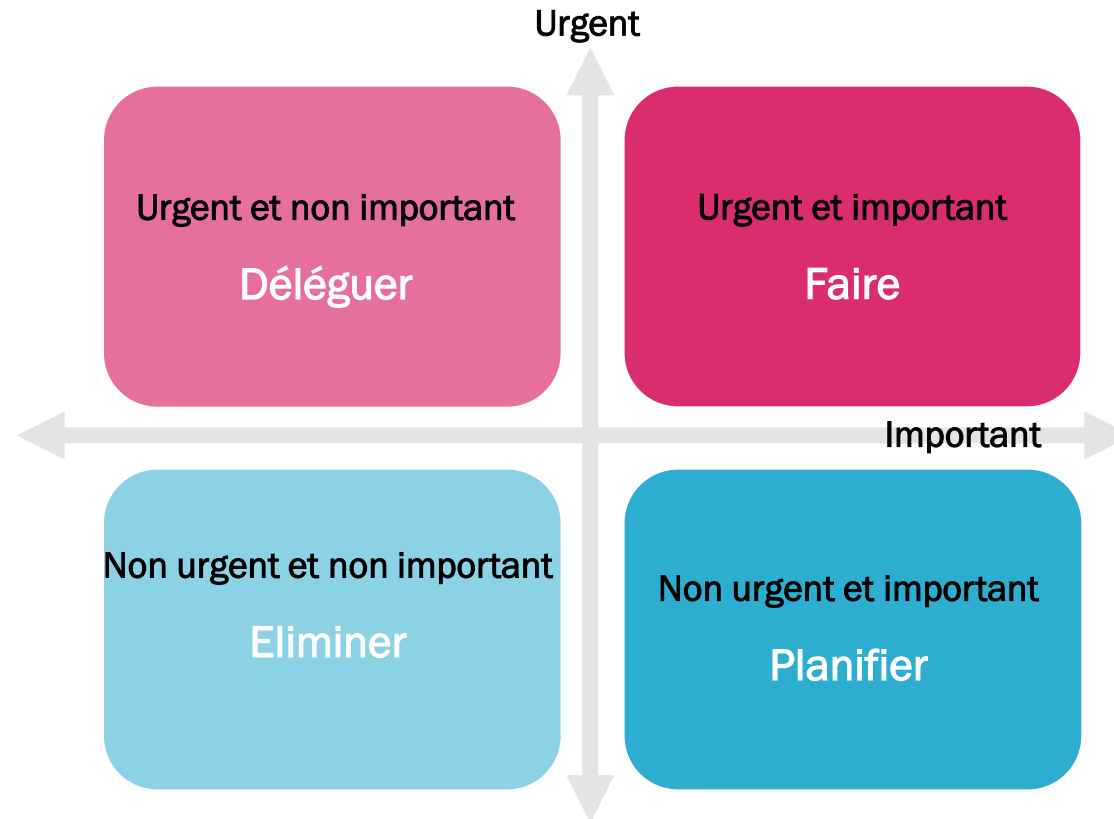 Urgent
Urgent et non important
Déléguer
Urgent et important
Faire
Important
Non urgent et non important
Eliminer
Non urgent et important
Planifier